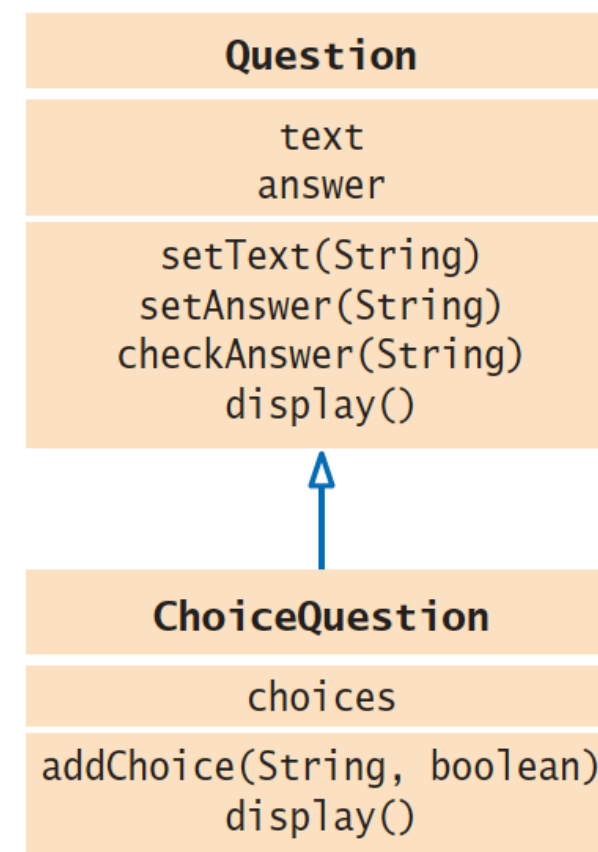 Question
text
answer
setText(String)
setAnswer(String)
checkAnswer(String)
display()
ChoiceQuestion
choices
addChoice(String, boolean)
display()